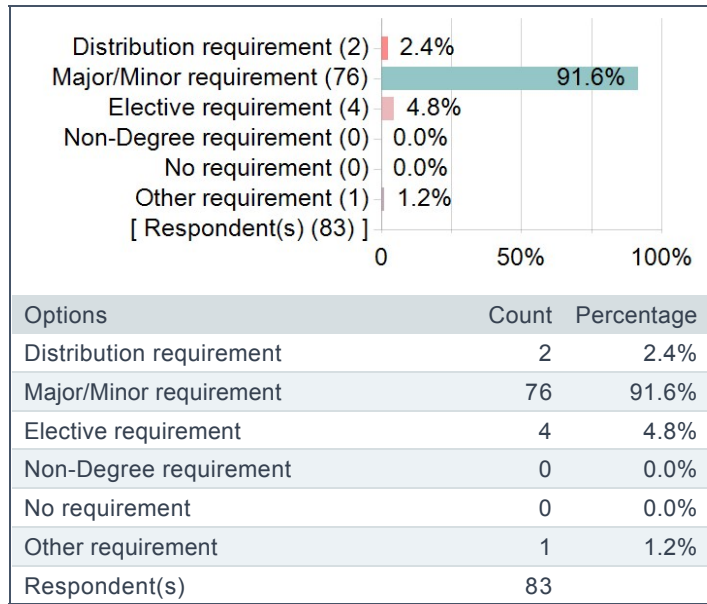 Distribution requirement (2) 2.4%
Major/Minor requirement (76) 91.6%
Elective requirement (4) 4.8%
Non-Degree requirement (0) 0.0%
No requirement (0) 0.0%
Other requirement (1) 1.2%
[ Respondent(s) (83) ]
0 50% 100%
Options Count Percentage
Distribution requirement 2 2.4%
Major/Minor requirement 76 91.6%
Elective requirement 4 4.8%
Non-Degree requirement 0 0.0%
No requirement 0 0.0%
Other requirement 1 1.2%
Respondent(s) 83